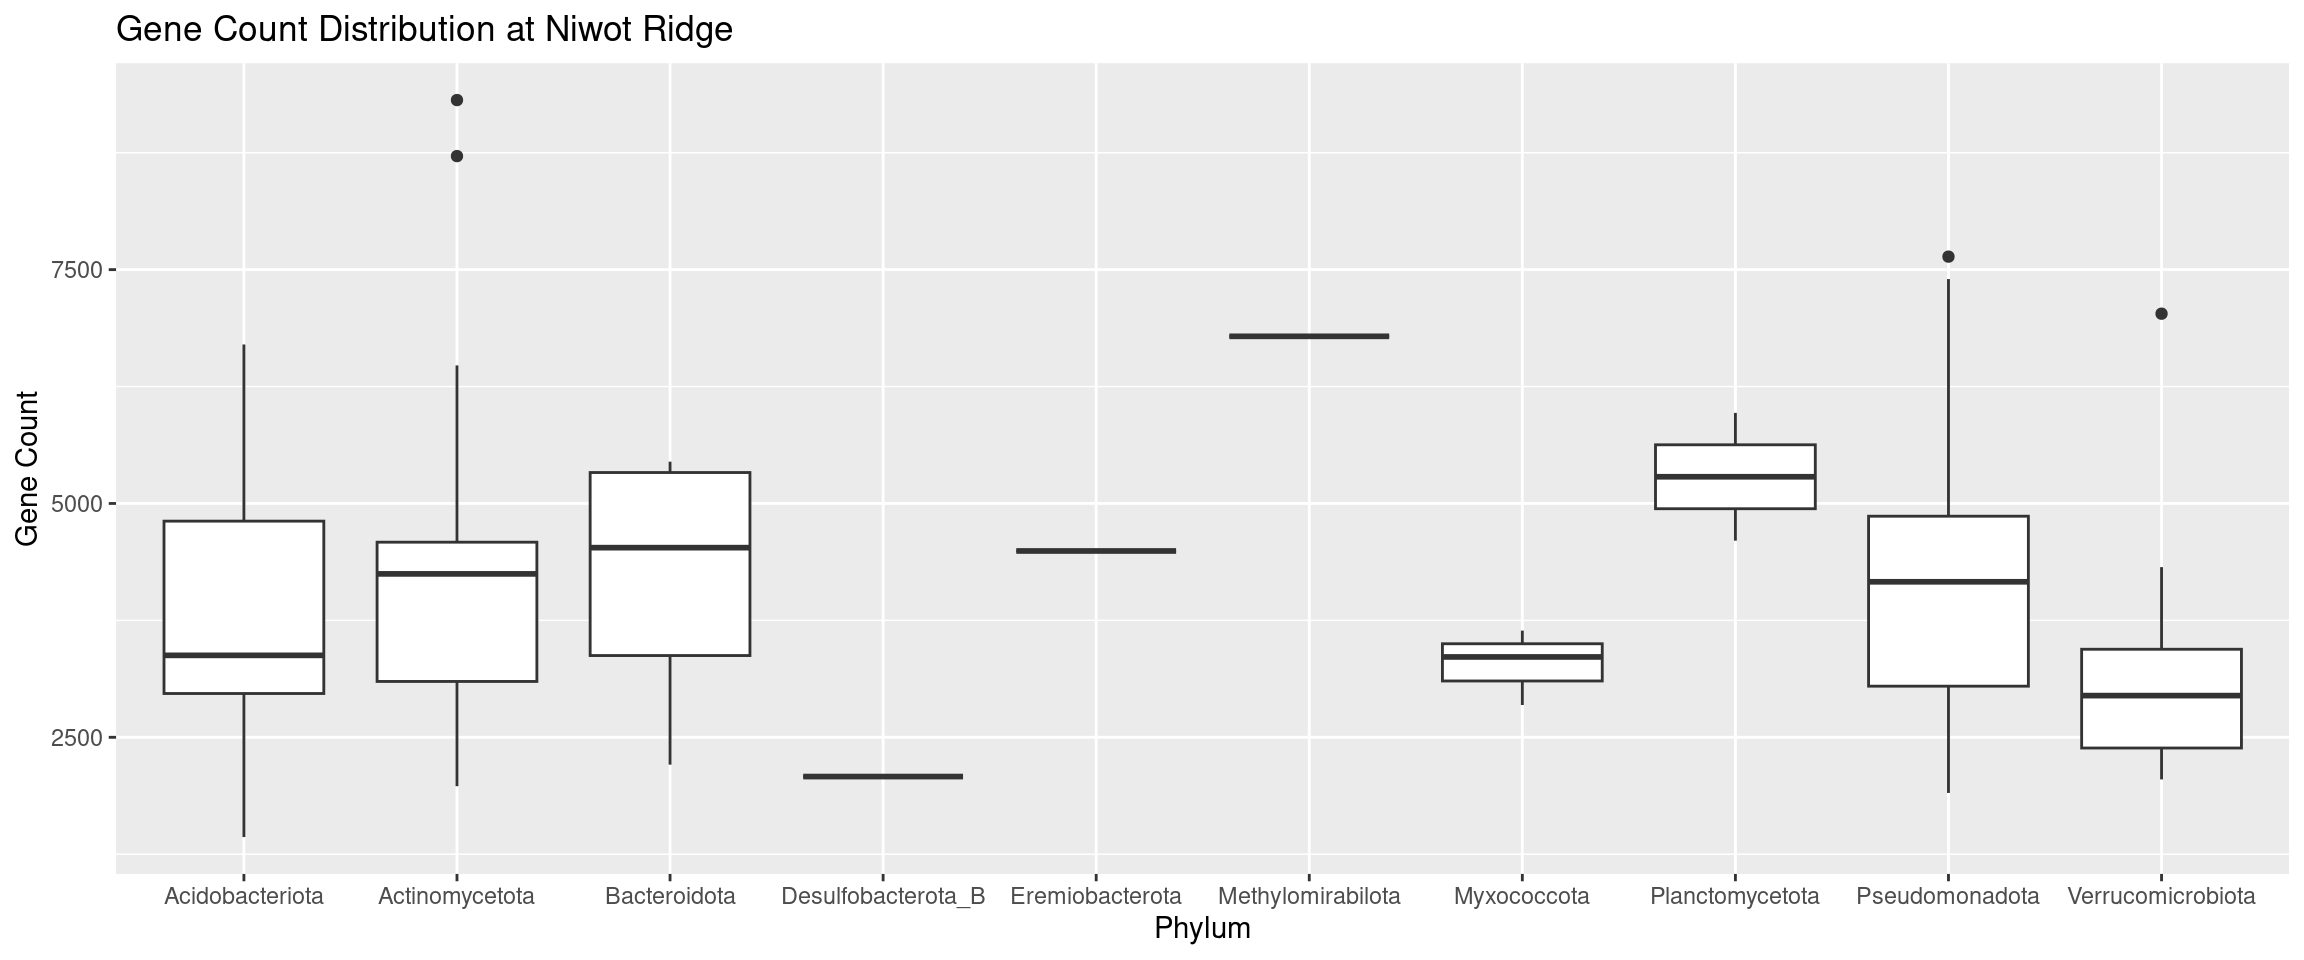 Gene Count Distribution at Niwot Ridge
Gene Count
7500
5000
2500
Acidobacteriota Actinomycetota Bacteroidota Desulfobacterota_B Eremiobacterota Methylomirabilota Myxococcota Planctomycetota Pseudomonadota Verrucomicrobiota
Phylum